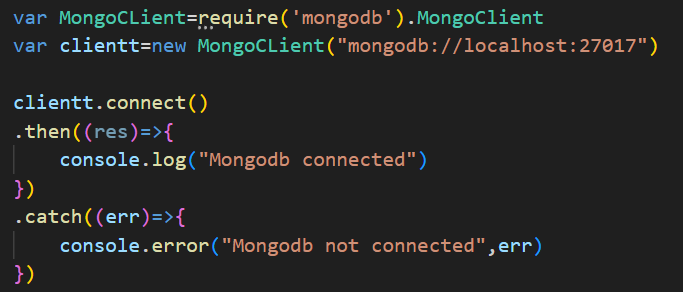 var MongoCLient=require('mongodb').MongoClient
var clientt=new MongoCLient("mongodb://localhost:27017")

clientt.connect()
.then((res)=>{
    console.log("Mongodb connected")
})
.catch((err)=>{
    console.error("Mongodb not connected",err)
})